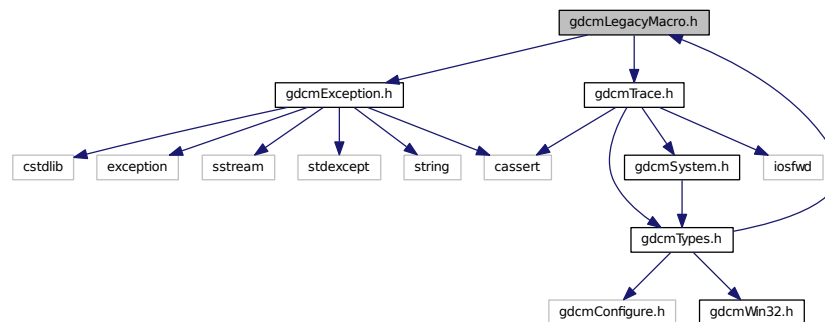 gdcmLegacyMacro.h
gdcmException.h
gdcmTrace.h
cstdlib
exception
sstream
stdexcept
string
cassert
gdcmSystem.h
iosfwd
gdcmTypes.h
gdcmConfigure.h
gdcmWin32.h